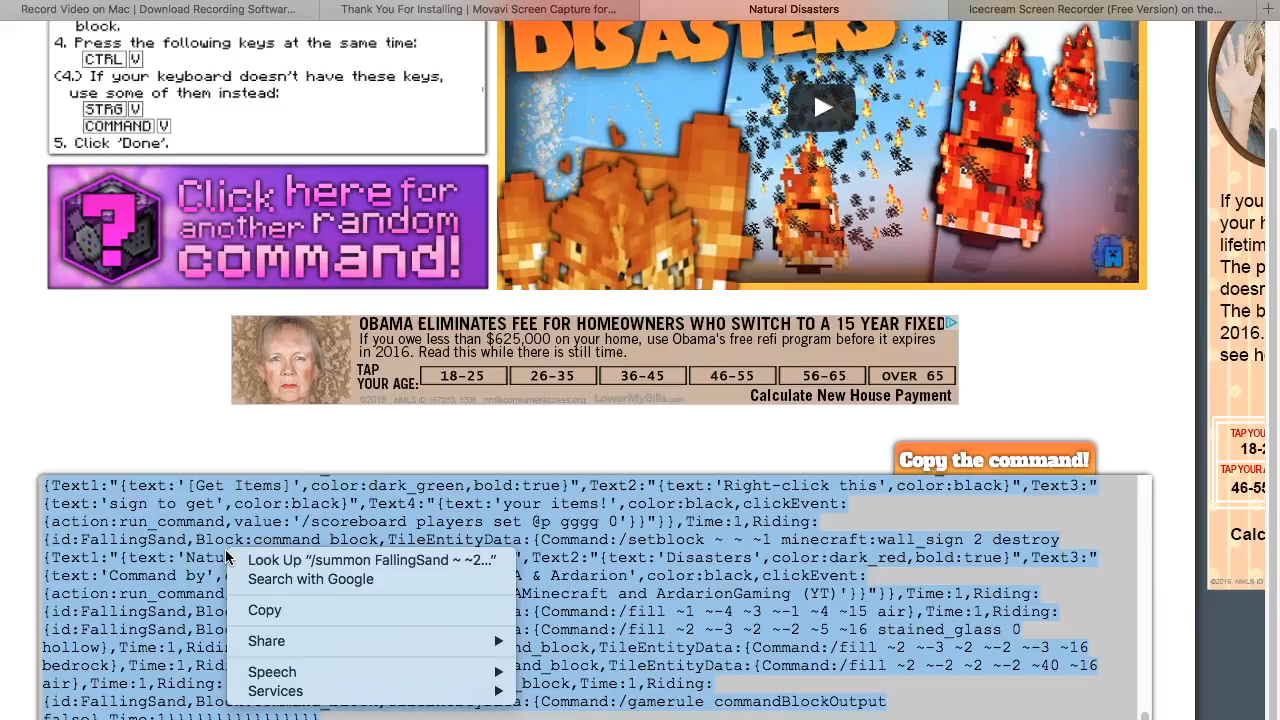 Record Video on Mac | Download Recording Softwar...
Thank You For Installing | Movavi Screen Capture for...
Natural Disasters
Icecream Screen Recorder (Free Version) on the...
block.
4. Press the following keys at the same time:
CTRL V
(4.) If your keyboard doesn't have these keys,
use some of them instead:
STRG V
COMMAND V
5. Click 'Done'.
DISASTERS
Click here for
another random
command!
OBAMA ELIMINATES FEE FOR HOMEOWNERS WHO SWITCH TO A 15 YEAR FIXED
If you owe less than $625,000 on your home, use Obama's free refi program before it expires
in 2016. Read this while there is still time.
TAP
YOUR AGE:
18-25
26-35
36-45
46-55
56-65
OVER 65
©2016
LowerMyBills.com
Calculate New House Payment
Copy the command!
{Text1:"{text:'[Get Items]',color:dark_green,bold:true}",Text2:"{text:'Right-click this',color:black}",Text3:"
{text:'sign to get',color:black}",Text4:"{text:'your items!',color:black,clickEvent:
{action:run_command,value:'/scoreboard players set @p gggg 0'}}"}},Time:1,Riding:
{id:FallingSand,Block:command_block,TileEntityData:{Command:/setblock ~ ~ ~1 minecraft:wall_sign 2 destroy
{Text1:"{text:'Natu
",Text2:"{text:'Disasters',color:dark_red,bold:true}",Text3:"
{text:'Command by',
A & Ardarion',color:black,clickEvent:
{action:run_command
AMinecraft and ArdarionGaming (YT)'}}"}},Time:1,Riding:
{id:FallingSand,Blo
a:{Command:/fill ~1 ~-4 ~3 ~-1 ~4 ~15 air},Time:1,Riding:
{id:FallingSand,Blo
a:{Command:/fill ~2 ~-3 ~2 ~-2 ~5 ~16 stained_glass 0
hollow},Time:1,Ridi
nd_block,TileEntityData:{Command:/fill ~2 ~-3 ~2 ~-2 ~-3 ~16
bedrock},Time:1,Rid
nd_block,TileEntityData:{Command:/fill ~2 ~-2 ~2 ~-2 ~40 ~16
air},Time:1,Riding:
_block,Time:1,Riding:
{id:FallingSand,Blo
{Command:/gamerule commandBlockOutput
false},Time:1}}}}}}}}}}}}}}}}}
Look Up “/summon FallingSand ~ ~2...”
Search with Google
Copy
Share
Speech
Services
If you
your h
lifetim
The p
doesn
The b
2016.
see h
TAP YOU
18-2
TAP YOUR A
46-55
Calc
©2016